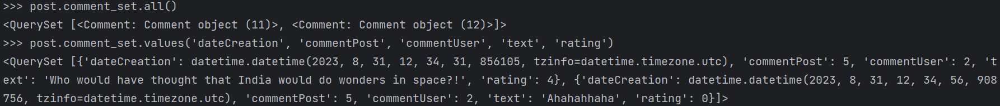 >>> post.comment_set.all()
<QuerySet [<Comment: Comment object (11)>, <Comment: Comment object (12)>]>
>>> post.comment_set.values('dateCreation', 'commentPost', 'commentUser', 'text', 'rating')
<QuerySet [{'dateCreation': datetime.datetime(2023, 8, 31, 12, 34, 31, 856105, tzinfo=datetime.timezone.utc), 'commentPost': 5, 'commentUser': 2, 't
ext': 'Who would have thought that India would do wonders in space?!', 'rating': 4}, {'dateCreation': datetime.datetime(2023, 8, 31, 12, 34, 56, 908
756, tzinfo=datetime.timezone.utc), 'commentPost': 5, 'commentUser': 2, 'text': 'Ahahahhaha', 'rating': 0}]>